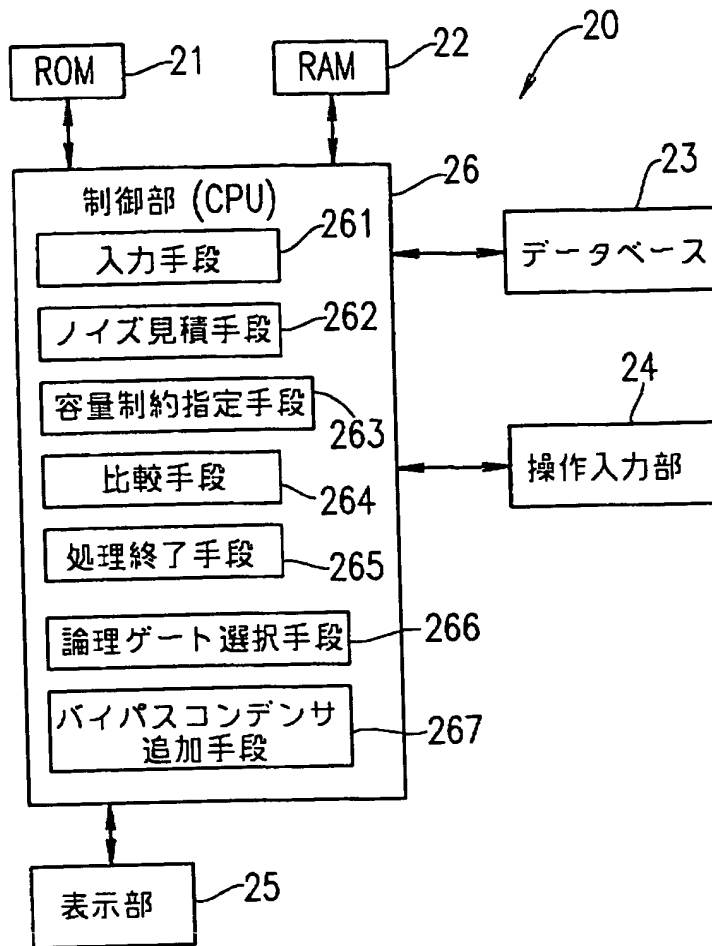 20
ROM 21
RAM 22
26
制御部 (CPU)
261
入力手段
262
ノイズ見積手段
容量制約指定手段
263
比較手段
264
処理終了手段
265
論理ゲート選択手段
266
バイパスコンデンサ
追加手段
267
23
データベース
24
操作入力部
表示部
25